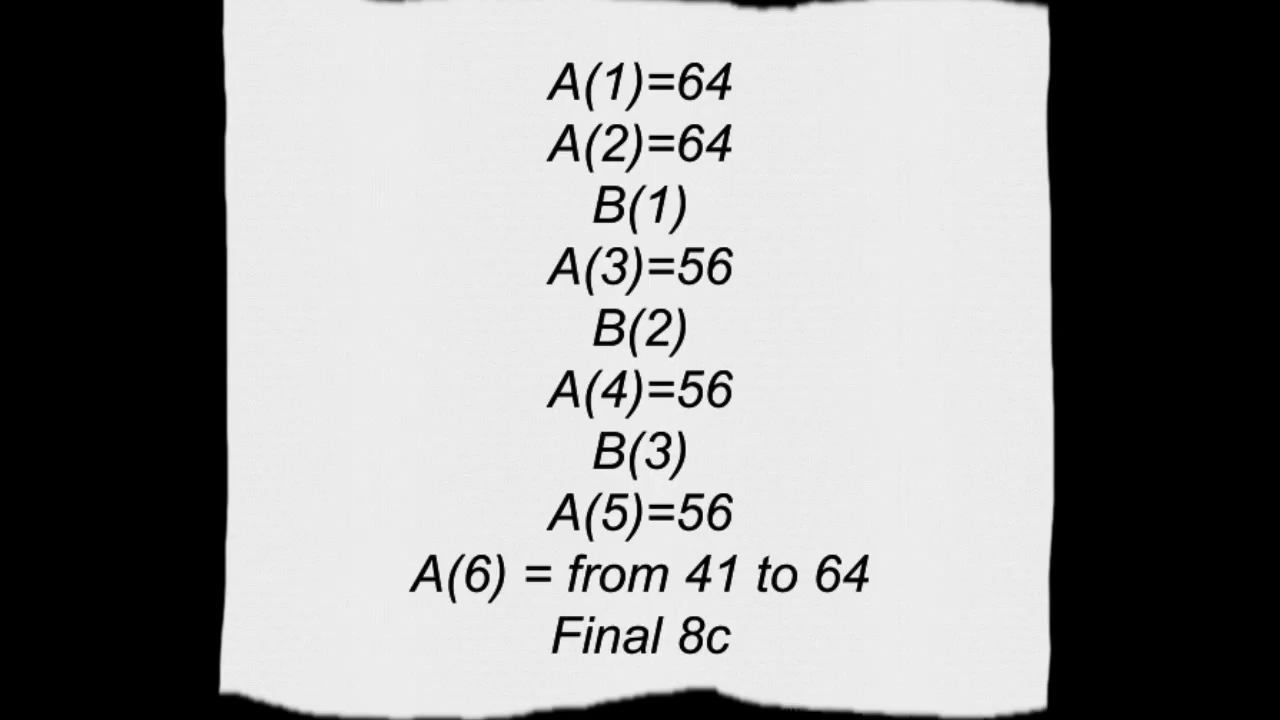 A(1)=64
A(2)=64
B(1)
A(3)=56
B(2)
A(4)=56
B(3)
A(5)=56
A(6) = from 41 to 64
Final 8c